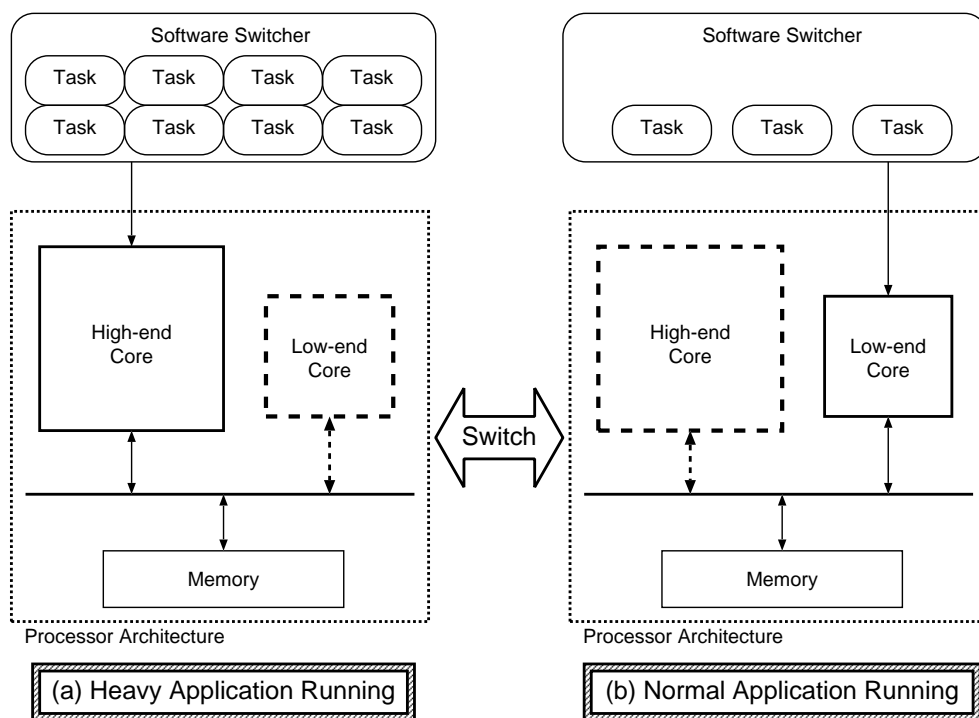 Software Switcher
Task Task Task Task
Task Task Task Task
High-end
Core
Low-end
Core
Memory
Processor Architecture
(a) Heavy Application Running
Switch
Software Switcher
Task Task Task
High-end
Core
Low-end
Core
Memory
Processor Architecture
(b) Normal Application Running